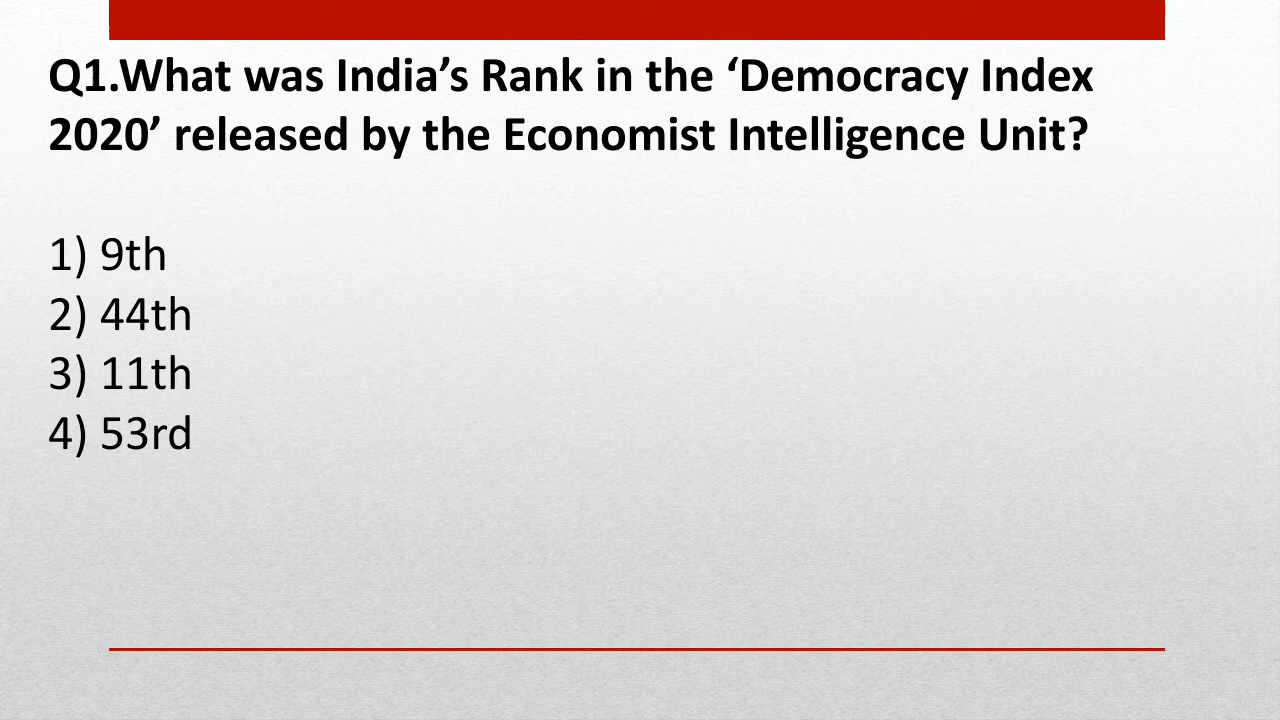 Q1.What was India’s Rank in the ‘Democracy Index
2020’ released by the Economist Intelligence Unit?
1) 9th
2) 44th
3) 11th
4) 53rd